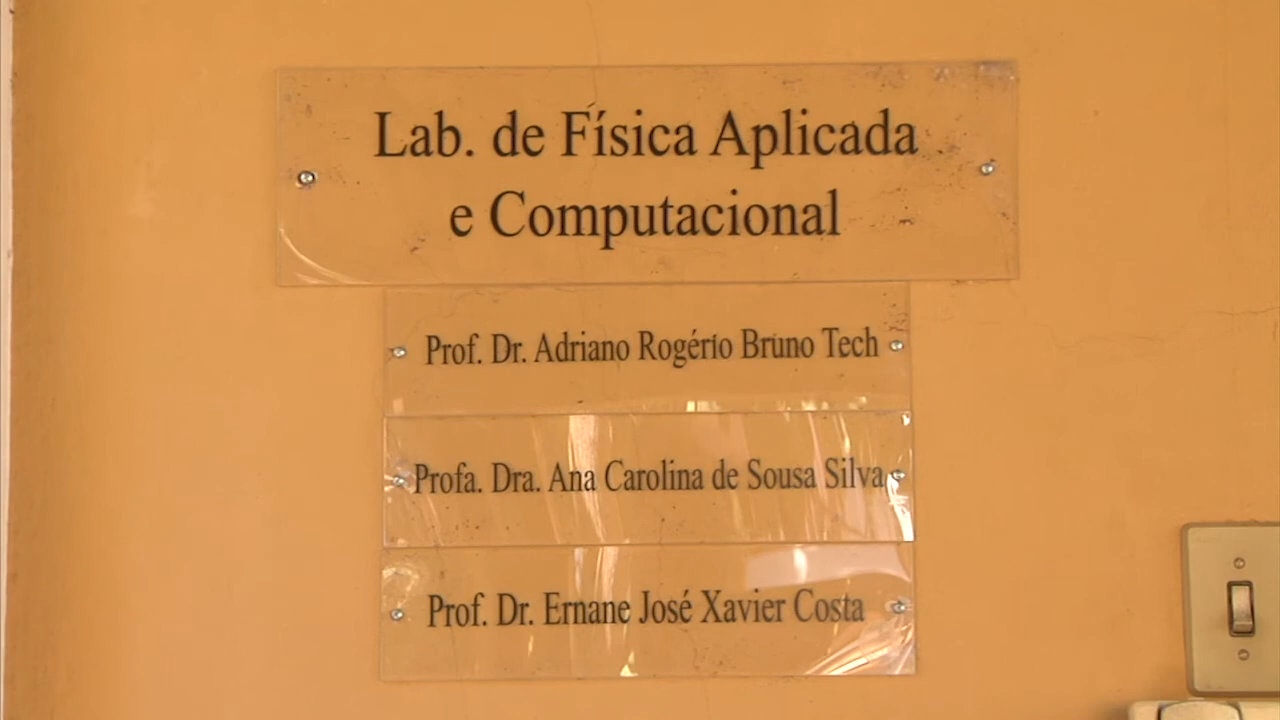 Lab. de Física Aplicada
e Computacional
Prof. Dr. Adriano Rogério Bruno Tech
Profa. Dra. Ana Carolina de Sousa Silva
Prof. Dr. Ernane José Xavier Costa